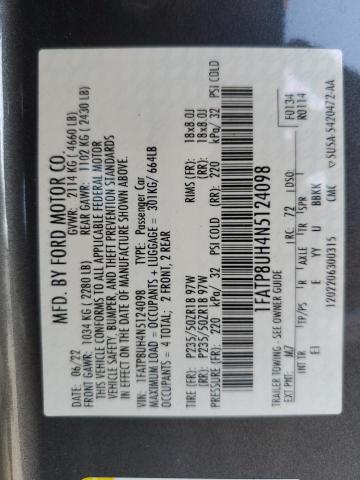 MFD. BY FORD MOTOR CO.
DATE: 06/22 GVWR: 2114 KG ( 4660 LB)
FRONT GAWR: 1034 KG (2280LB) REAR GAWR: 1102 KG ( 2430 LB)
THIS VEHICLE CONFORMS TO ALL APPLICABLE FEDERAL MOTOR
VEHICLE SAFETY, BUMPER, AND THEFT PREVENTION STANDARDS
IN EFFECT ON THE DATE OF MANUFACTURE SHOWN ABOVE.
VIN: 1FATP8UH4N5124098 TYPE: Passenger Car
MAXIMUM LOAD = OCCUPANTS + LUGGAGE = 301KG/ 664LB
OCCUPANTS = 4 TOTAL: 2 FRONT, 2 REAR
TIRE (FR): P235/50ZR18 97W RIMS (FR): 18x8.0J
(RR): P235/50ZR18 97W (RR): 18x8.0J
PRESSURE (FR): 220 kPa/ 32 PSI COLD (RR): 220 kPa/ 32 PSI COLD
1FATP8UH4N5124098
TRAILER TOWING - SEE OWNER GUIDE F0134
EXT PNT: M7 RC: 72 DSO: R0114
INT TR TP/PS R AXLE TR SPR
EI E YY U BBKK
1202206300315 CMC SU5A-5420472-AA